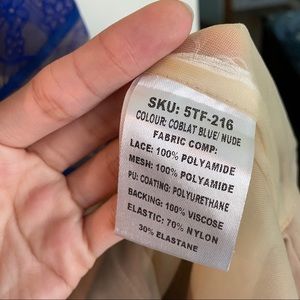 SKU: 5TF-216
COLOUR: COBLAT BLUE/ NUDE
FABRIC COMP:
LACE: 100% POLYAMIDE
MESH: 100% POLYAMIDE
PU: COATING: POLYURETHANE
BACKING: 100% VISCOSE
ELASTIC: 70% NYLON
30% ELASTANE